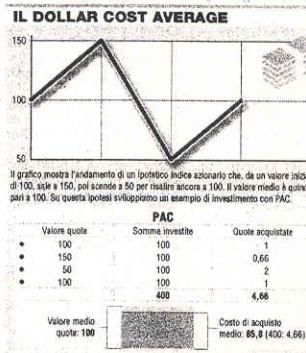 IL DOLLAR COST AVERAGE
150
100
50
Il grafico mostra l'andamento di un ipotetico indice azionario che, da un valore inizi
di 100, sale a 150, poi scende a 50 per risalire ancora a 100. Il valore medio è quind
pari a 100. Su questa ipotesi sviluppiamo un esempio di investimento con PAC.
PAC
Valore quote Somme investite Quote acquistate
• 100 100 1
• 150 100 0,66
• 50 100 2
• 100 100 1
400 4,66
Valore medio Costo di acquisto
quote: 100 medio: 85,8 (400: 4,66)